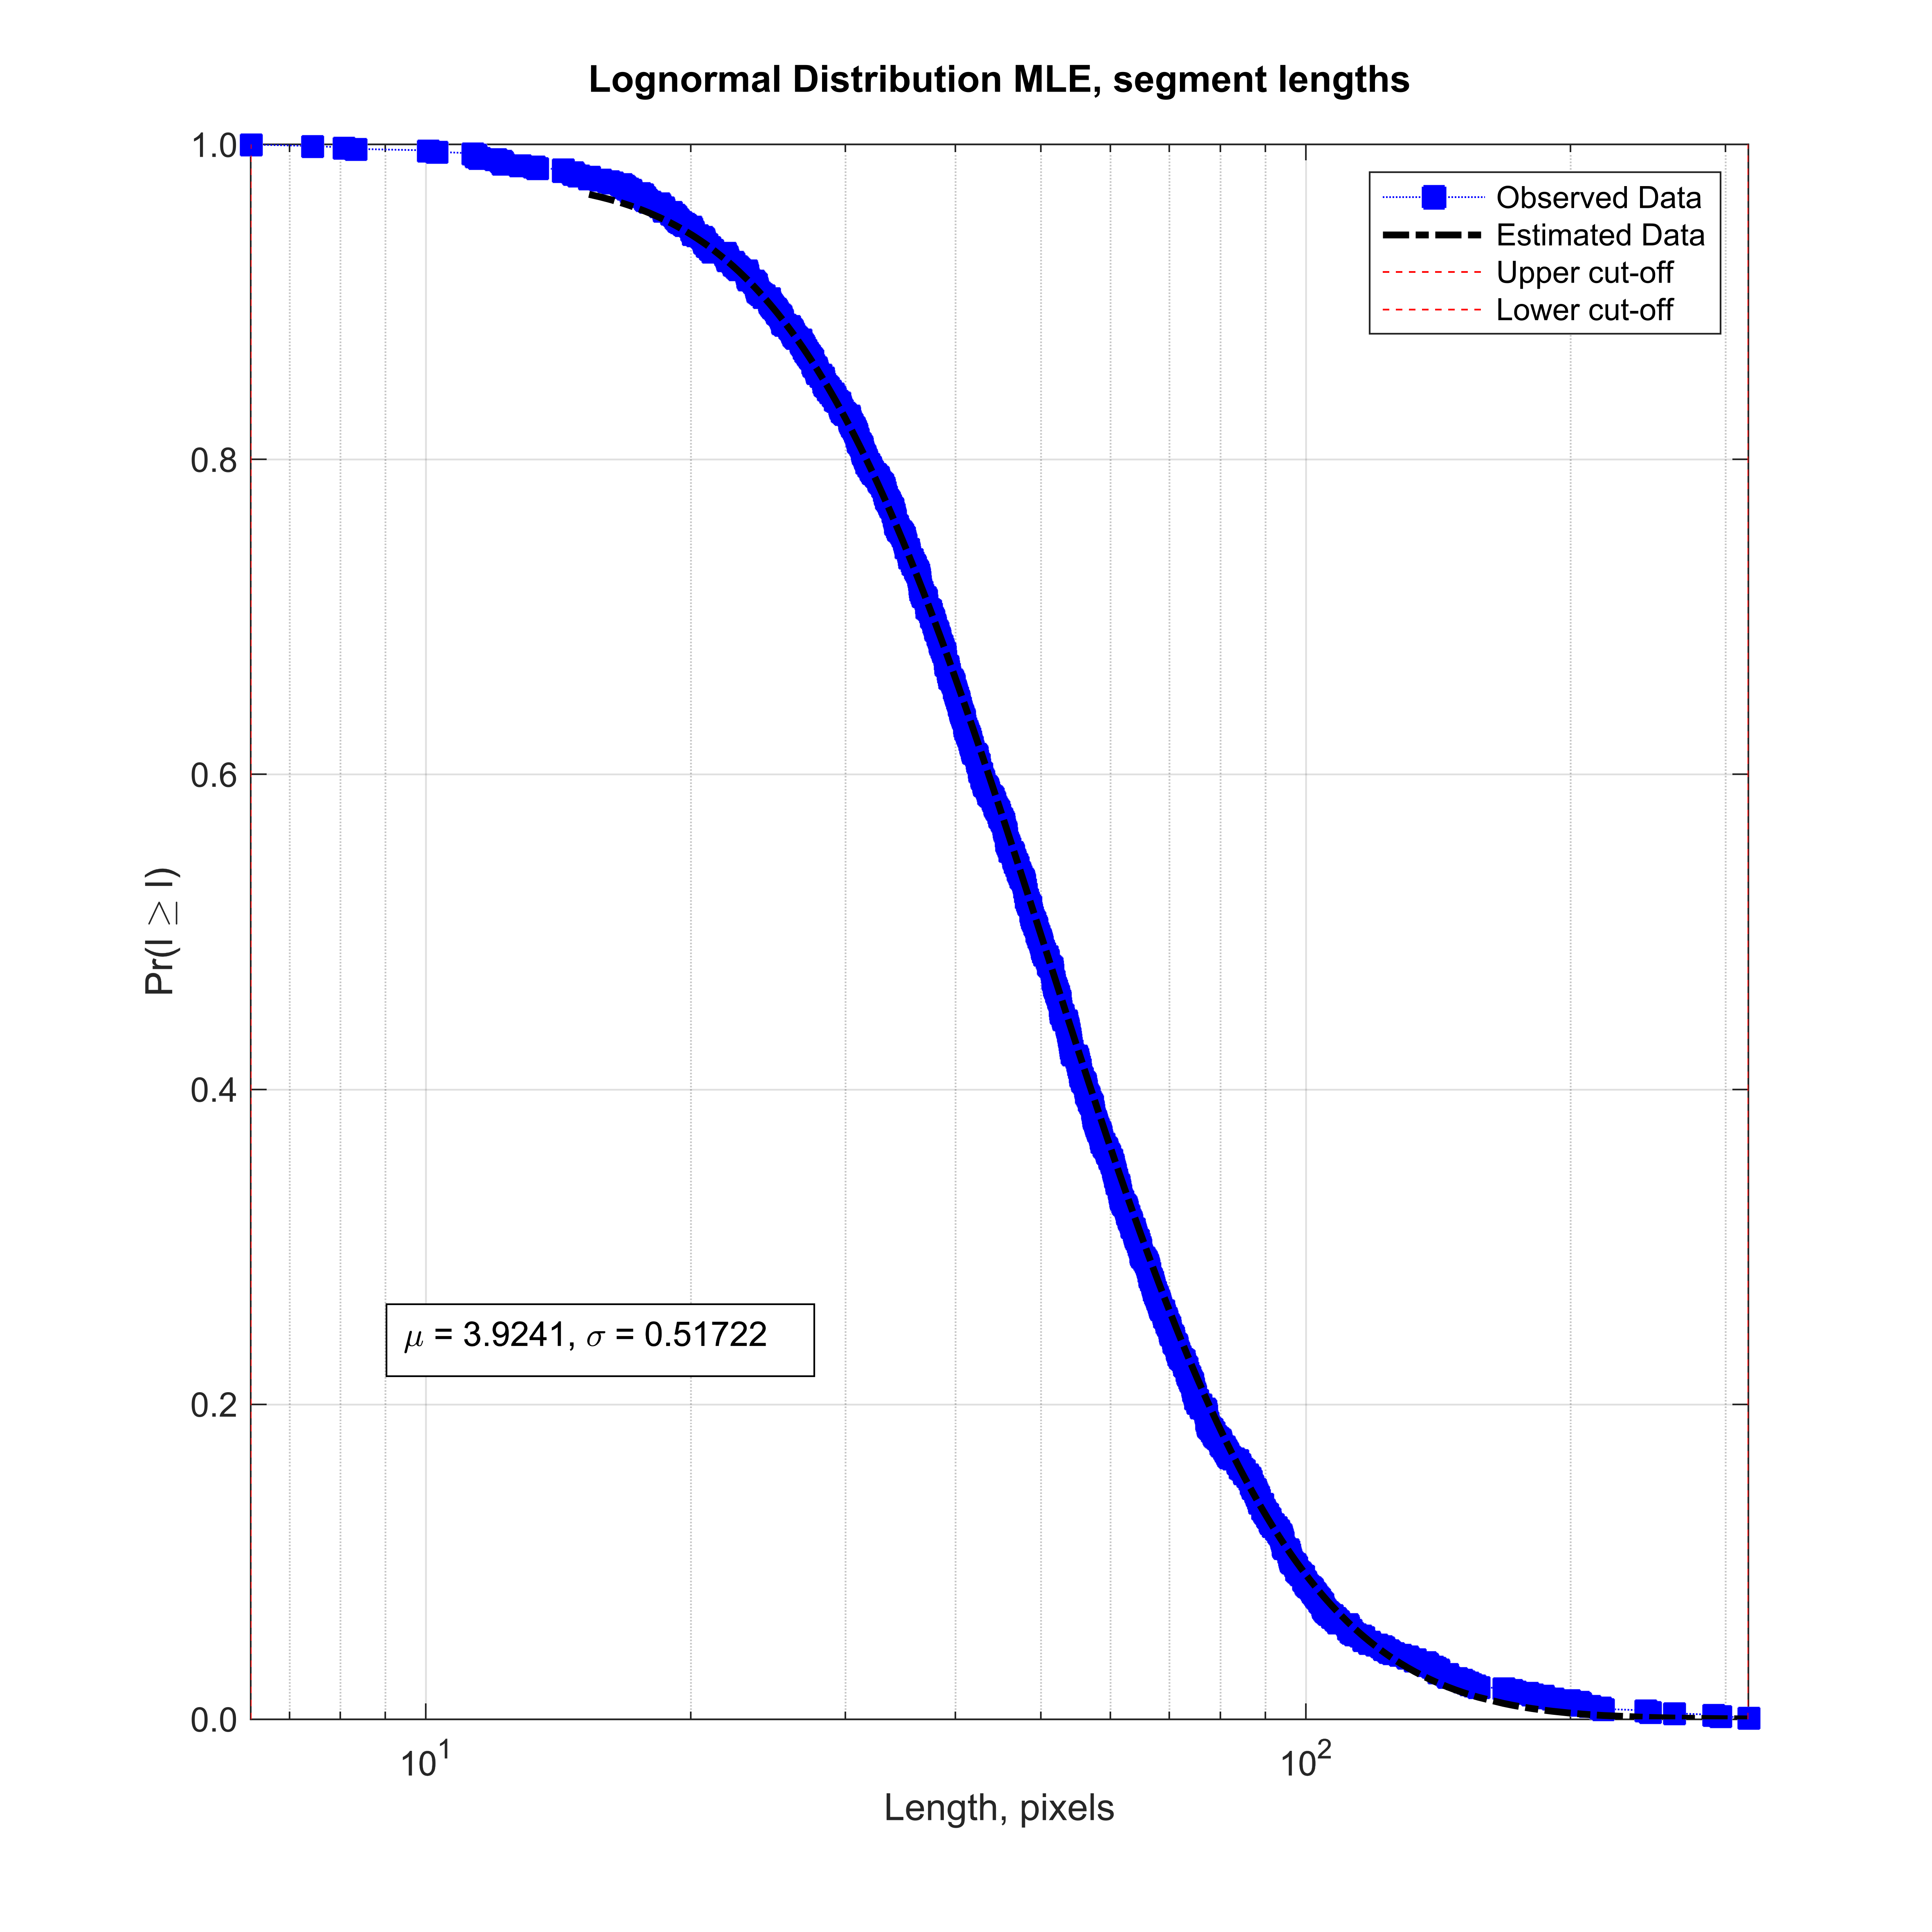 Lognormal Distribution MLE, segment lengths
1.0
0.8
0.6
0.4
0.2
0.0
Pr(l ≥ l)
Observed Data
Estimated Data
Upper cut-off
Lower cut-off
μ = 3.9241, σ = 0.51722
10¹
10²
Length, pixels